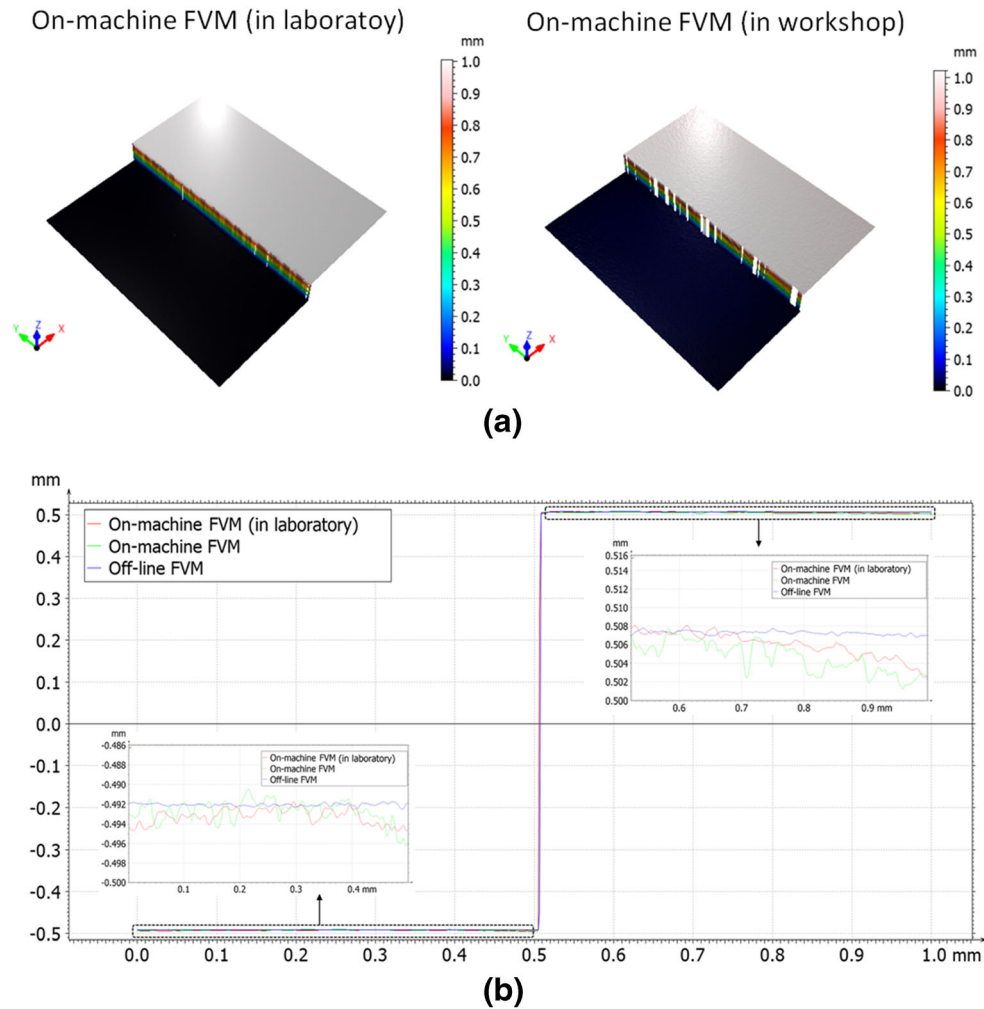 On-machine FVM (in laboratoy)
On-machine FVM (in workshop)
mm
1.0
0.9
0.8
0.7
0.6
0.5
0.4
0.3
0.2
0.1
0.0
Y Z X
mm
1.0
0.9
0.8
0.7
0.6
0.5
0.4
0.3
0.2
0.1
0.0
Y Z X
(a)
mm
0.5
0.4
0.3
0.2
0.1
0.0
-0.1
-0.2
-0.3
-0.4
-0.5
On-machine FVM (in laboratory)
On-machine FVM
Off-line FVM
mm
0.516
0.514
0.512
0.510
0.508
0.506
0.504
0.502
0.500
On-machine FVM (in laboratory)
On-machine FVM
Off-line FVM
0.6 0.7 0.8 0.9 mm
mm
-0.486
-0.488
-0.490
-0.492
-0.494
-0.496
-0.498
-0.500
On-machine FVM (in laboratory)
On-machine FVM
Off-line FVM
0.1 0.2 0.3 0.4 mm
0.0 0.1 0.2 0.3 0.4 0.5 0.6 0.7 0.8 0.9 1.0 mm
(b)